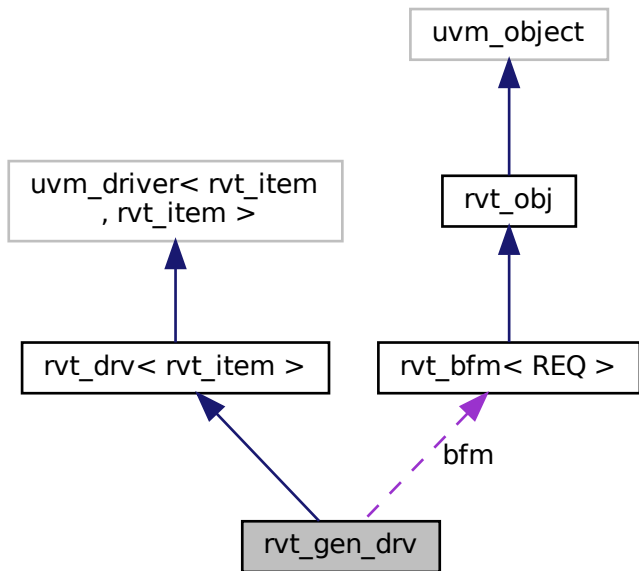 uvm_object
uvm_driver< rvt_item
, rvt_item >
rvt_obj
rvt_drv< rvt_item >
rvt_bfm< REQ >
bfm
rvt_gen_drv